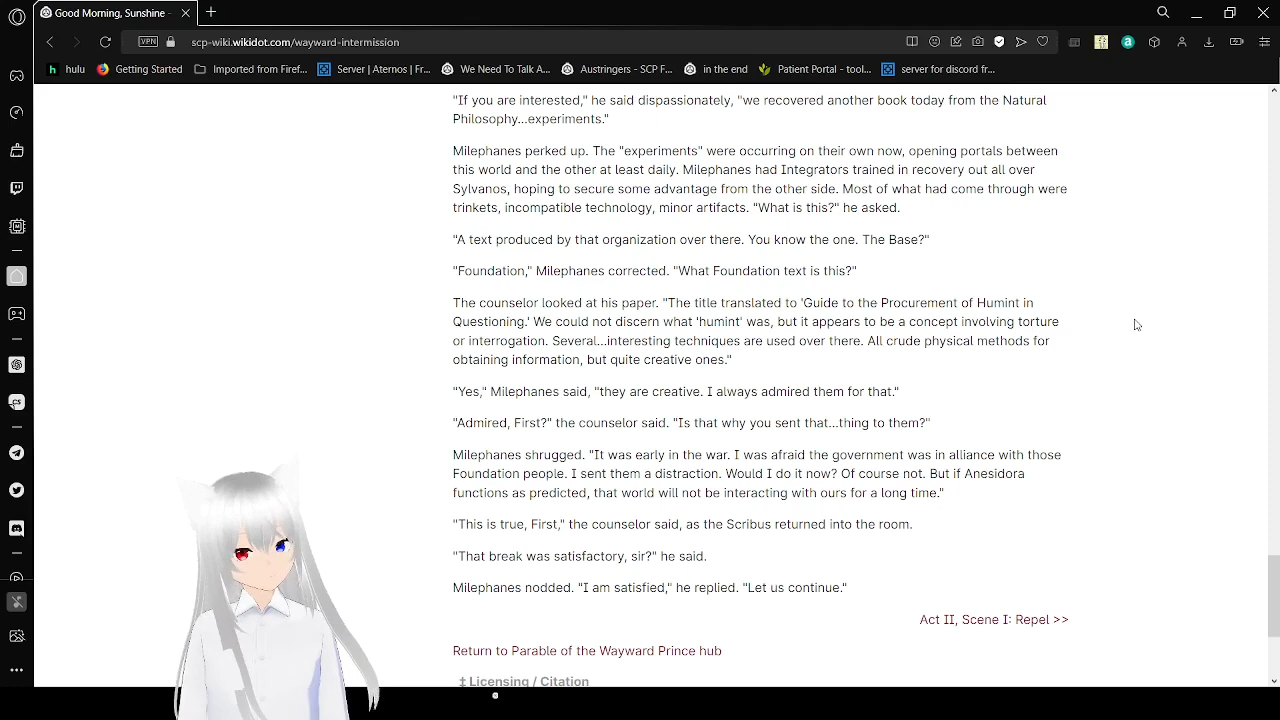 Good Morning, Sunshine -
VPN
scp-wiki.wikidot.com/wayward-intermission
hulu
Getting Started
Imported from Firef...
Server | Aternos | Fr...
We Need To Talk A...
Austringers - SCP F...
in the end
Patient Portal - tool...
server for discord fr...
"If you are interested," he said dispassionately, "we recovered another book today from the Natural
Philosophy...experiments."
Milephanes perked up. The "experiments" were occurring on their own now, opening portals between
this world and the other at least daily. Milephanes had Integrators trained in recovery out all over
Sylvanos, hoping to secure some advantage from the other side. Most of what had come through were
trinkets, incompatible technology, minor artifacts. "What is this?" he asked.
"A text produced by that organization over there. You know the one. The Base?"
"Foundation," Milephanes corrected. "What Foundation text is this?"
The counselor looked at his paper. "The title translated to 'Guide to the Procurement of Humint in
Questioning.' We could not discern what 'humint' was, but it appears to be a concept involving torture
or interrogation. Several...interesting techniques are used over there. All crude physical methods for
obtaining information, but quite creative ones."
"Yes," Milephanes said, "they are creative. I always admired them for that."
"Admired, First?" the counselor said. "Is that why you sent that...thing to them?"
Milephanes shrugged. "It was early in the war. I was afraid the government was in alliance with those
Foundation people. I sent them a distraction. Would I do it now? Of course not. But if Anesidora
functions as predicted, that world will not be interacting with ours for a long time."
"This is true, First," the counselor said, as the Scribus returned into the room.
"That break was satisfactory, sir?" he said.
Milephanes nodded. "I am satisfied," he replied. "Let us continue."
Act II, Scene I: Repel >>
Return to Parable of the Wayward Prince hub
‡ Licensing / Citation